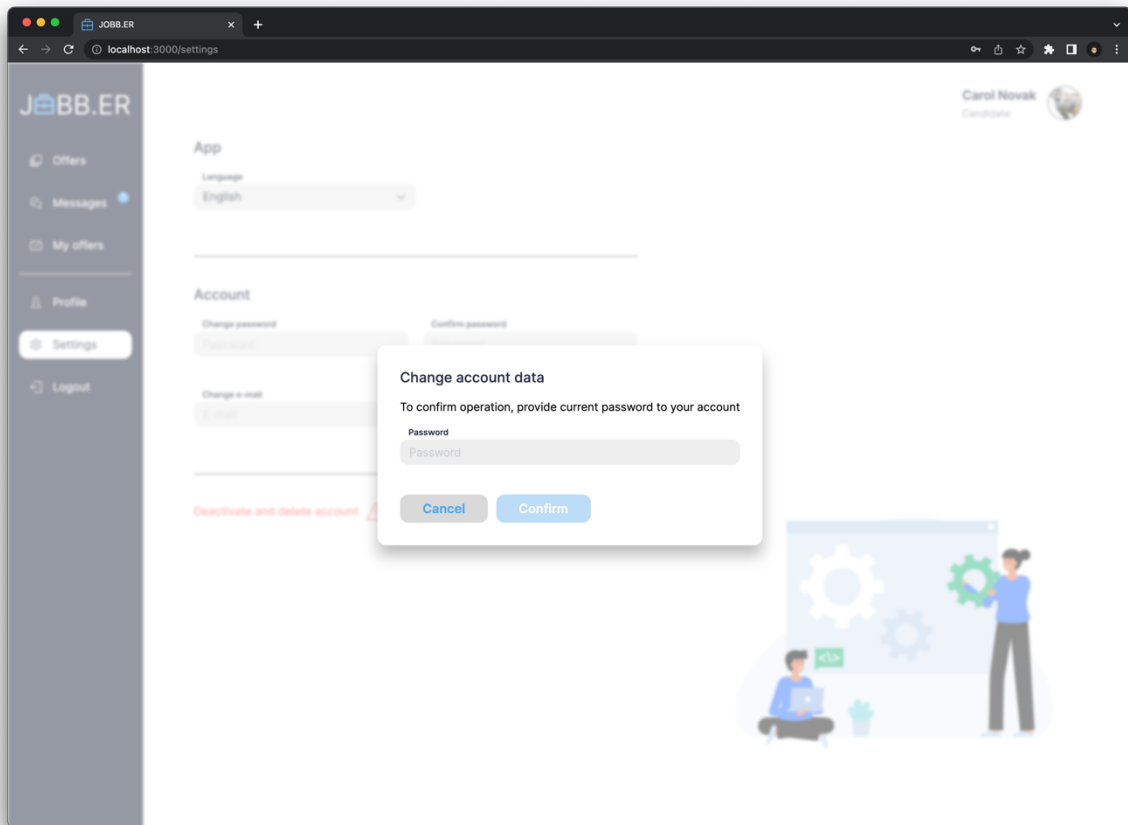 JOBB.ER
localhost:3000/settings
JOBB.ER
Carol Novak
Candidate
Offers
Messages
My offers
Profile
Settings
Logout
App
Language
English
Account
Change password
Confirm password
Password
Change e-mail
E-mail
Deactivate and delete account
Change account data
To confirm operation, provide current password to your account
Password
Password
Cancel
Confirm